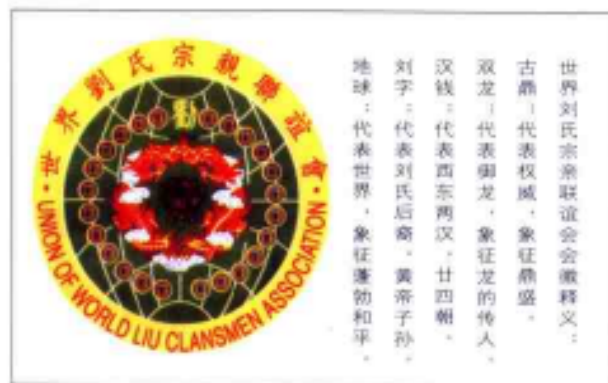 世界劉氏宗親聯誼會
劉
UNION OF WORLD LIU CLANSMEN ASSOCIATION
世界刘氏宗亲联谊会会徽释义：
古鼎：代表权威，象征鼎盛。
双龙：代表御龙，象征龙的传人。
汉钱：代表西东两汉，廿四朝。
刘字：代表刘氏后裔，黄帝子孙。
地球：代表世界，象征蓬勃和平。